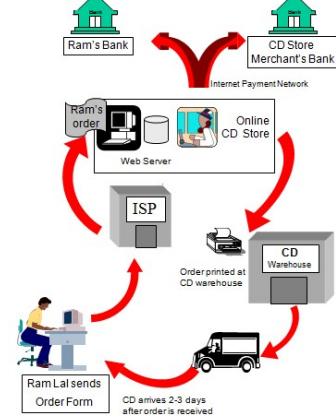 Bank
Bank
Ram's Bank
CD Store
Merchant's Bank
Internet Payment Network
Ram's
order
Online
CD Store
Web Server
ISP
CD
Warehouse
Order printed at
CD warehouse
Ram Lal sends
Order Form
CD arrives 2-3 days
after order is received